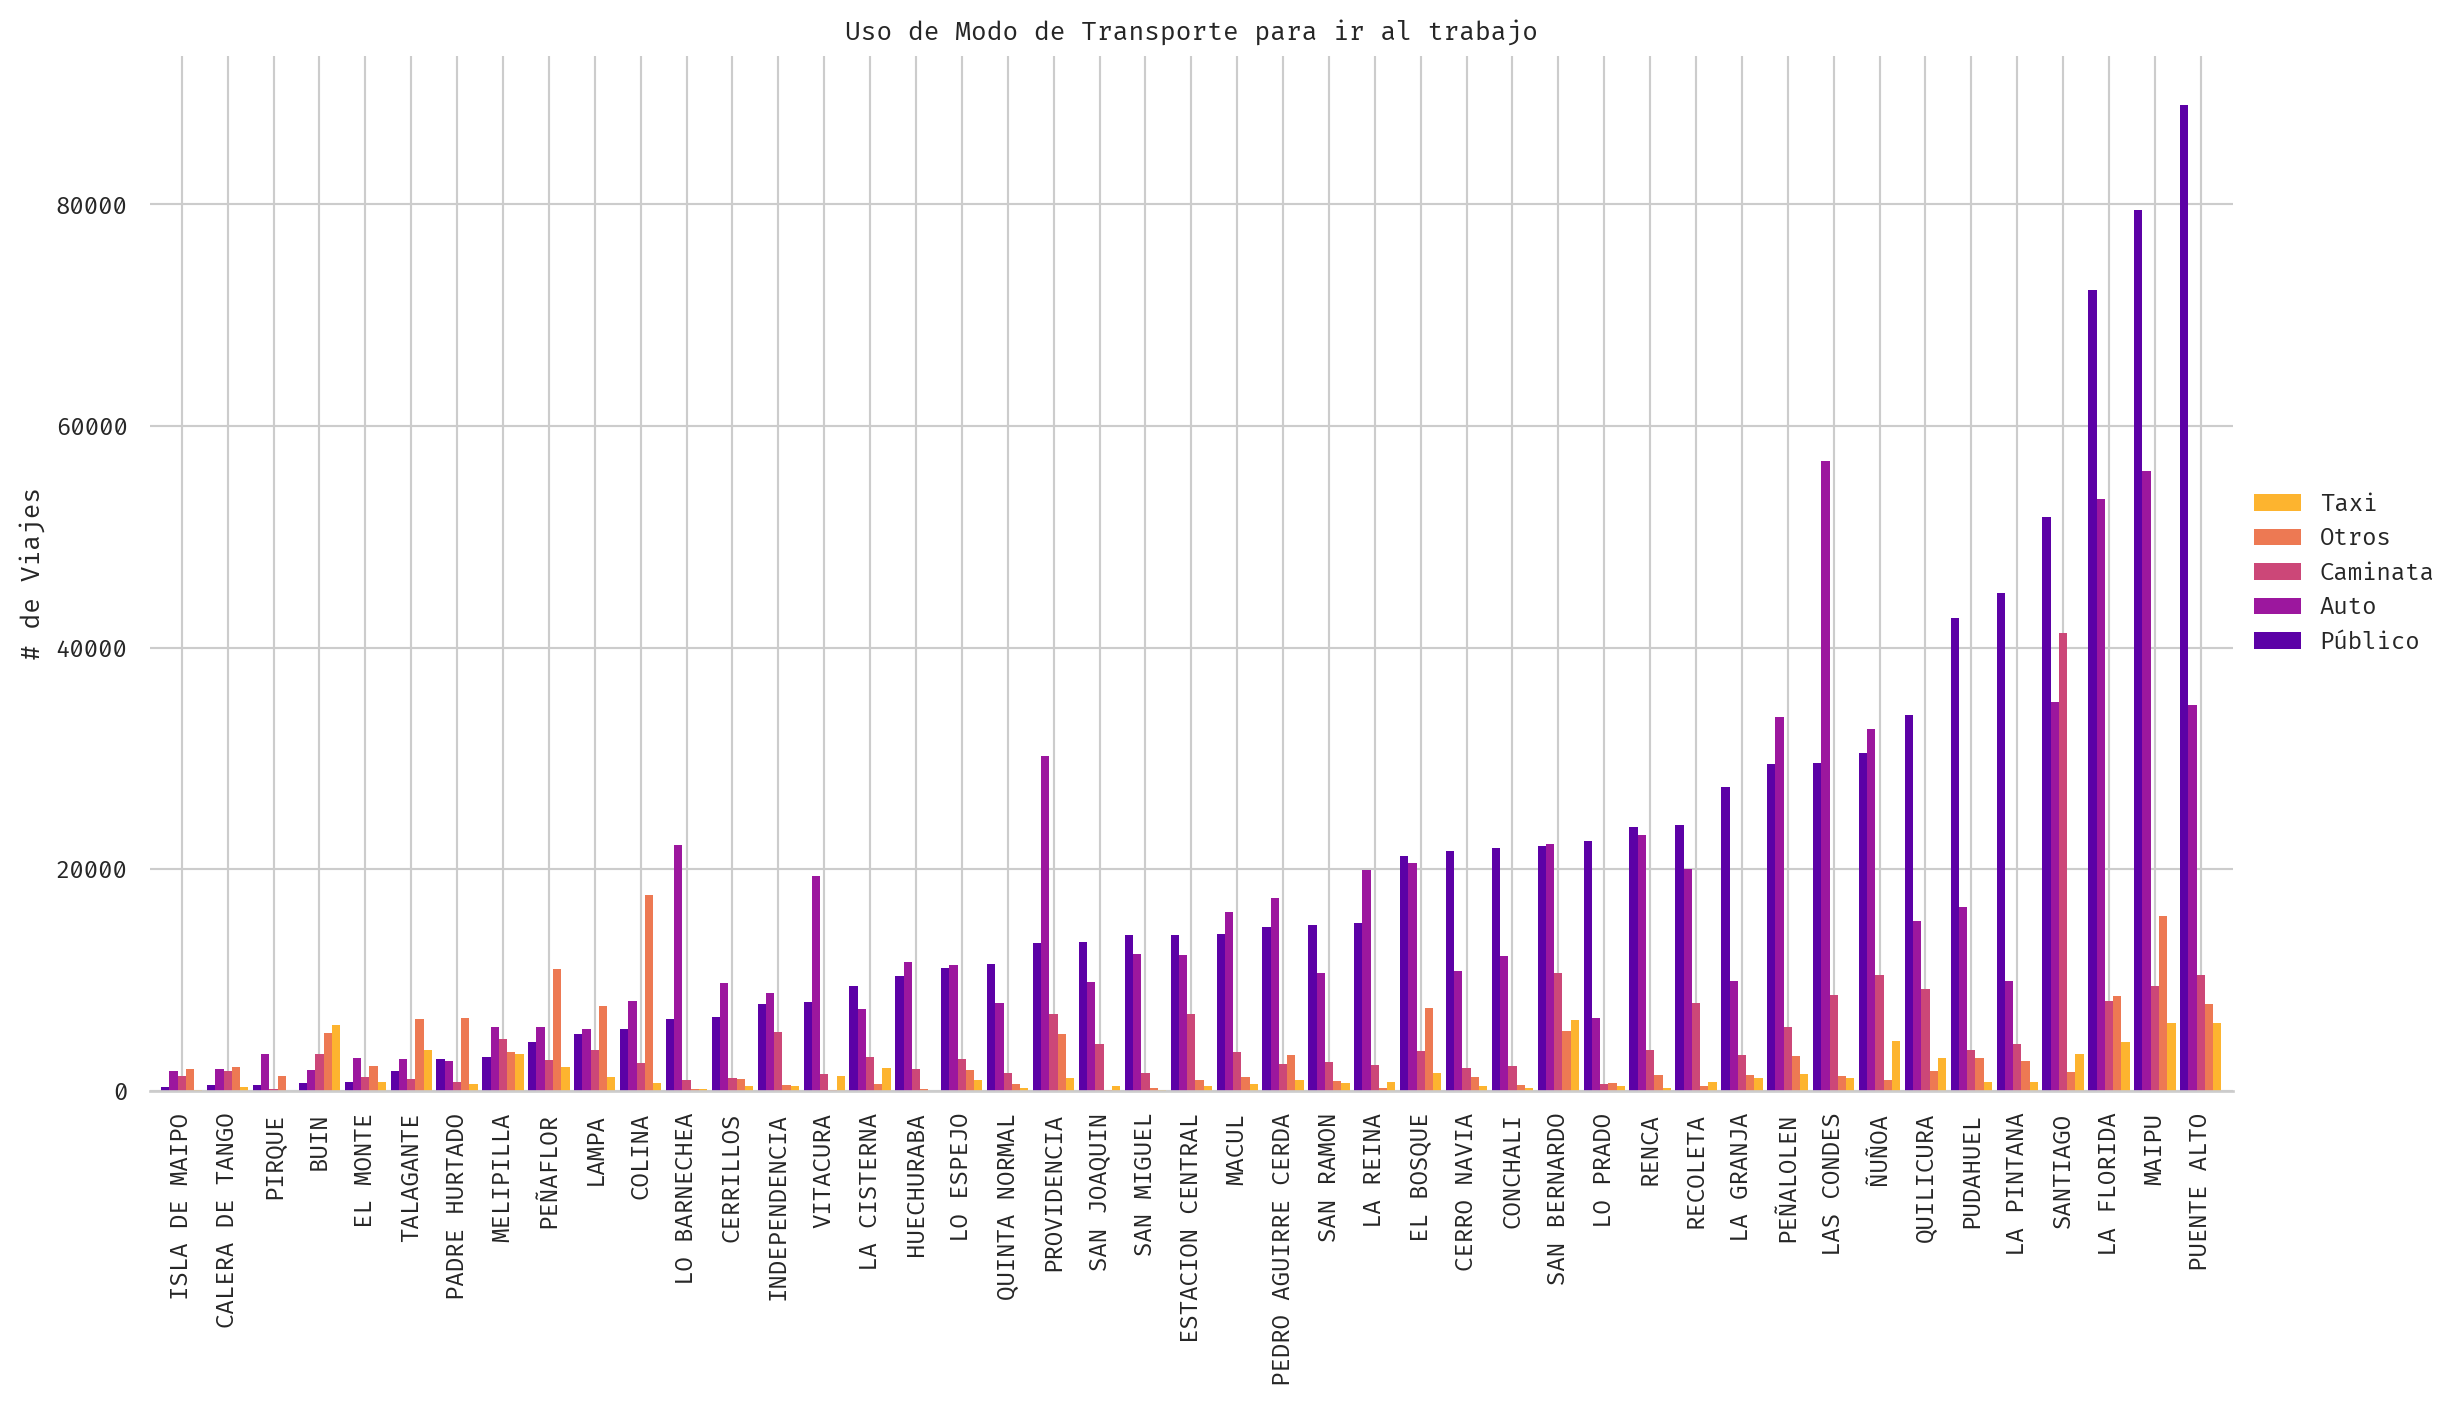 Uso de Modo de Transporte para ir al trabajo
# de Viajes
80000
60000
40000
20000
0
Taxi
Otros
Caminata
Auto
Público
ISLA DE MAIPO
CALERA DE TANGO
PIRQUE
BUIN
EL MONTE
TALAGANTE
PADRE HURTADO
MELIPILLA
PEÑAFLOR
LAMPA
COLINA
LO BARNECHEA
CERRILLOS
INDEPENDENCIA
VITACURA
LA CISTERNA
HUECHURABA
LO ESPEJO
QUINTA NORMAL
PROVIDENCIA
SAN JOAQUIN
SAN MIGUEL
ESTACION CENTRAL
MACUL
PEDRO AGUIRRE CERDA
SAN RAMON
LA REINA
EL BOSQUE
CERRO NAVIA
CONCHALI
SAN BERNARDO
LO PRADO
RENCA
RECOLETA
LA GRANJA
PEÑALOLEN
LAS CONDES
ÑUÑOA
QUILICURA
PUDAHUEL
LA PINTANA
SANTIAGO
LA FLORIDA
MAIPU
PUENTE ALTO